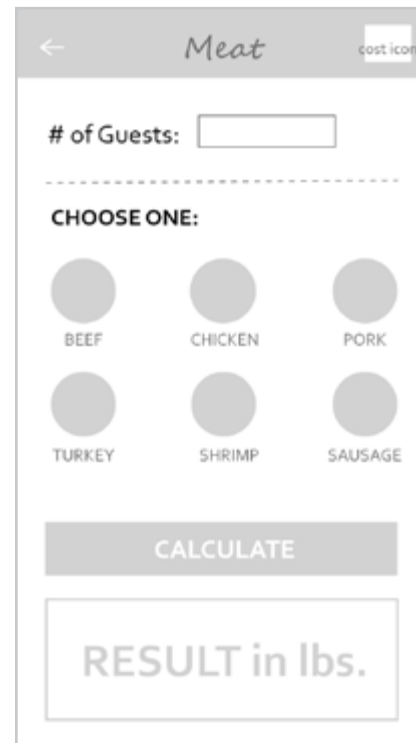 Meat
cost icon
# of Guests:
CHOOSE ONE:
BEEF CHICKEN PORK
TURKEY SHRIMP SAUSAGE
CALCULATE
RESULT in lbs.